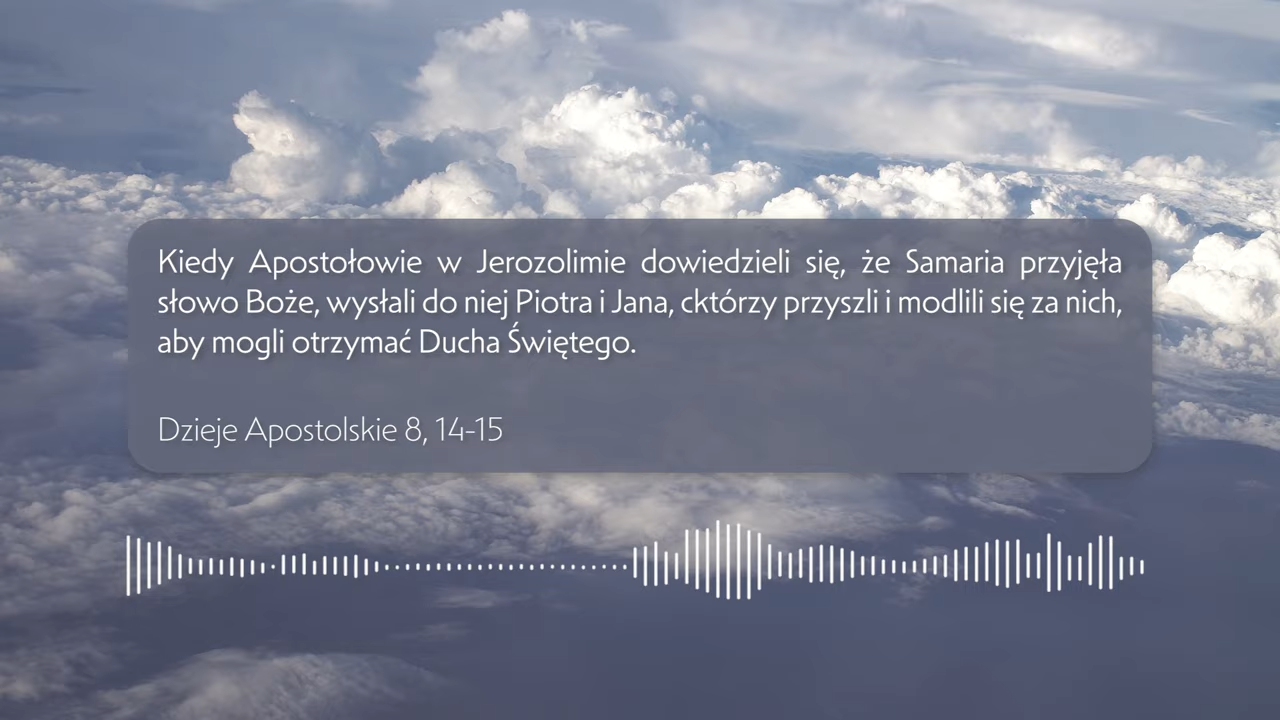 Kiedy Apostołowie w Jerozolimie dowiedzieli się, że Samaria przyjęła
słowo Boże, wysłali do niej Piotra i Jana, cktórzy przyszli i modlili się za nich,
aby mogli otrzymać Ducha Świętego.
Dzieje Apostolskie 8, 14-15